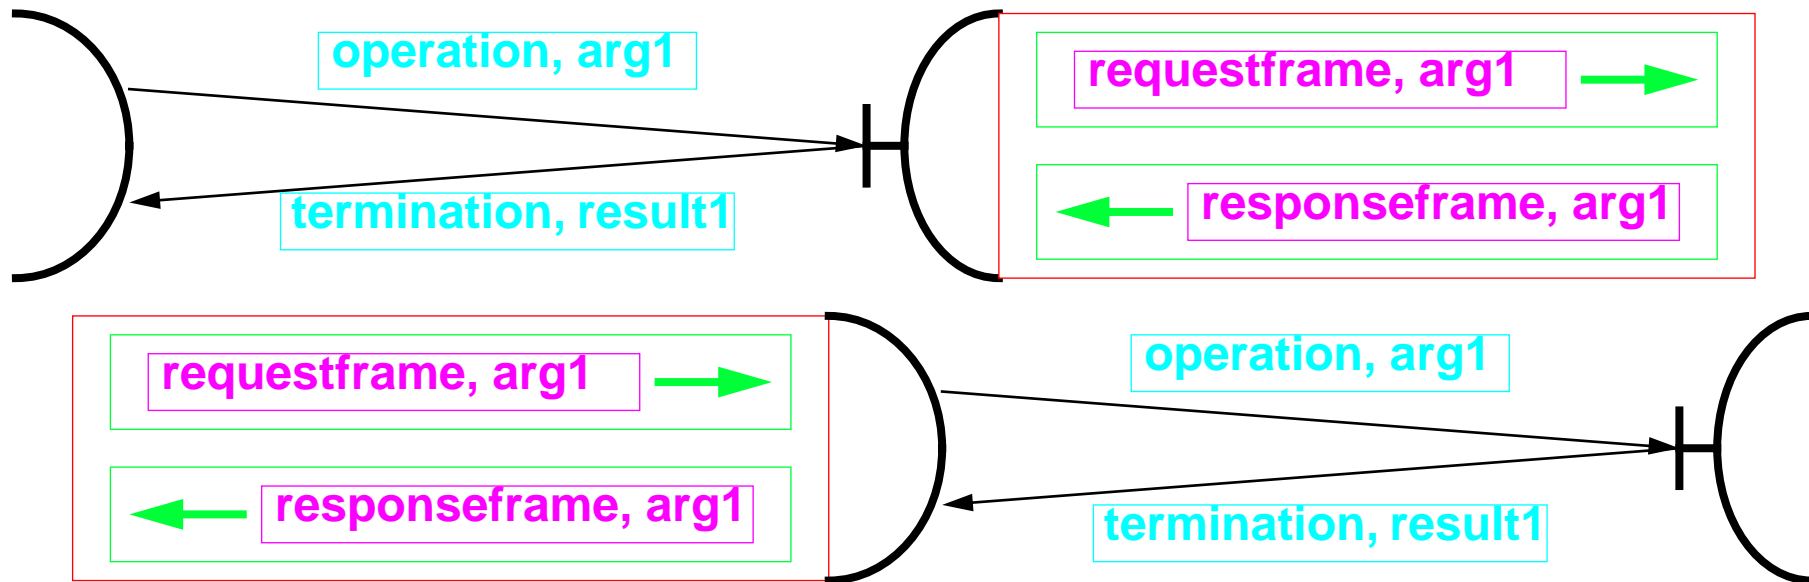 operation, arg1
requestframe, arg1
termination, result1
responseframe, arg1
requestframe, arg1
operation, arg1
responseframe, arg1
termination, result1